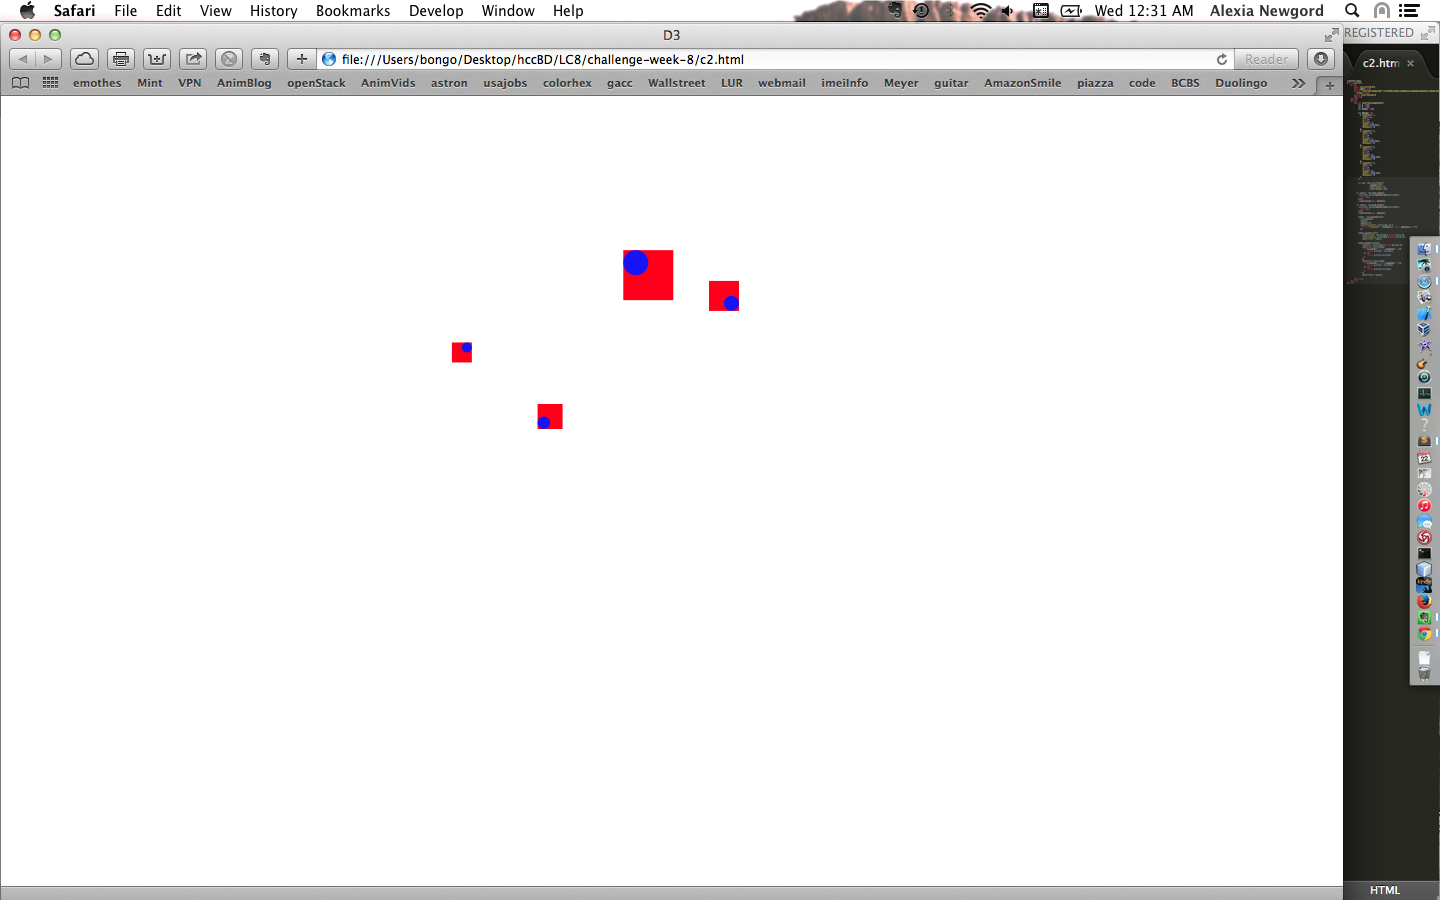 Safari File Edit View History Bookmarks Develop Window Help Wed 12:31 AM Alexia Newgord
D3
REGISTERED
file:///Users/bongo/Desktop/hccBD/LC8/challenge-week-8/c2.html
Reader
c2.htm
emothes Mint VPN AnimBlog openStack AnimVids astron usajobs colorhex gacc Wallstreet LUR webmail imeiInfo Meyer guitar AmazonSmile piazza code BCBS Duolingo
HTML